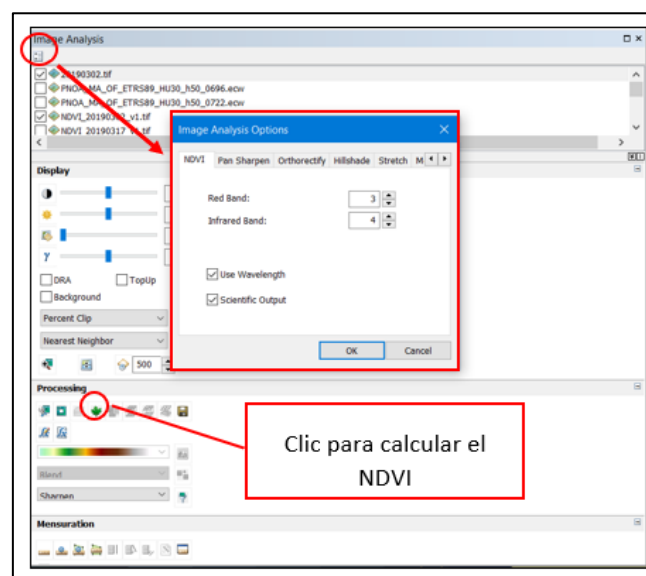 Image Analysis
20190302.tif
PNOA_MA_OF_ETRS89_HU30_h50_0696.ecw
PNOA_MA_OF_ETRS89_HU30_h50_0722.ecw
NDVI_20190302_v1.tif
NDVI_20190317_v1.tif
Image Analysis Options
NDVI Pan Sharpen Orthorectify Hillshade Stretch M
Red Band: 3
Infrared Band: 4
Use Wavelength
Scientific Output
OK Cancel
Display
γ
DRA TopUp
Background
Percent Clip
Nearest Neighbor
500
Processing
Blend
Sharpen
Clic para calcular el
NDVI
Mensuration